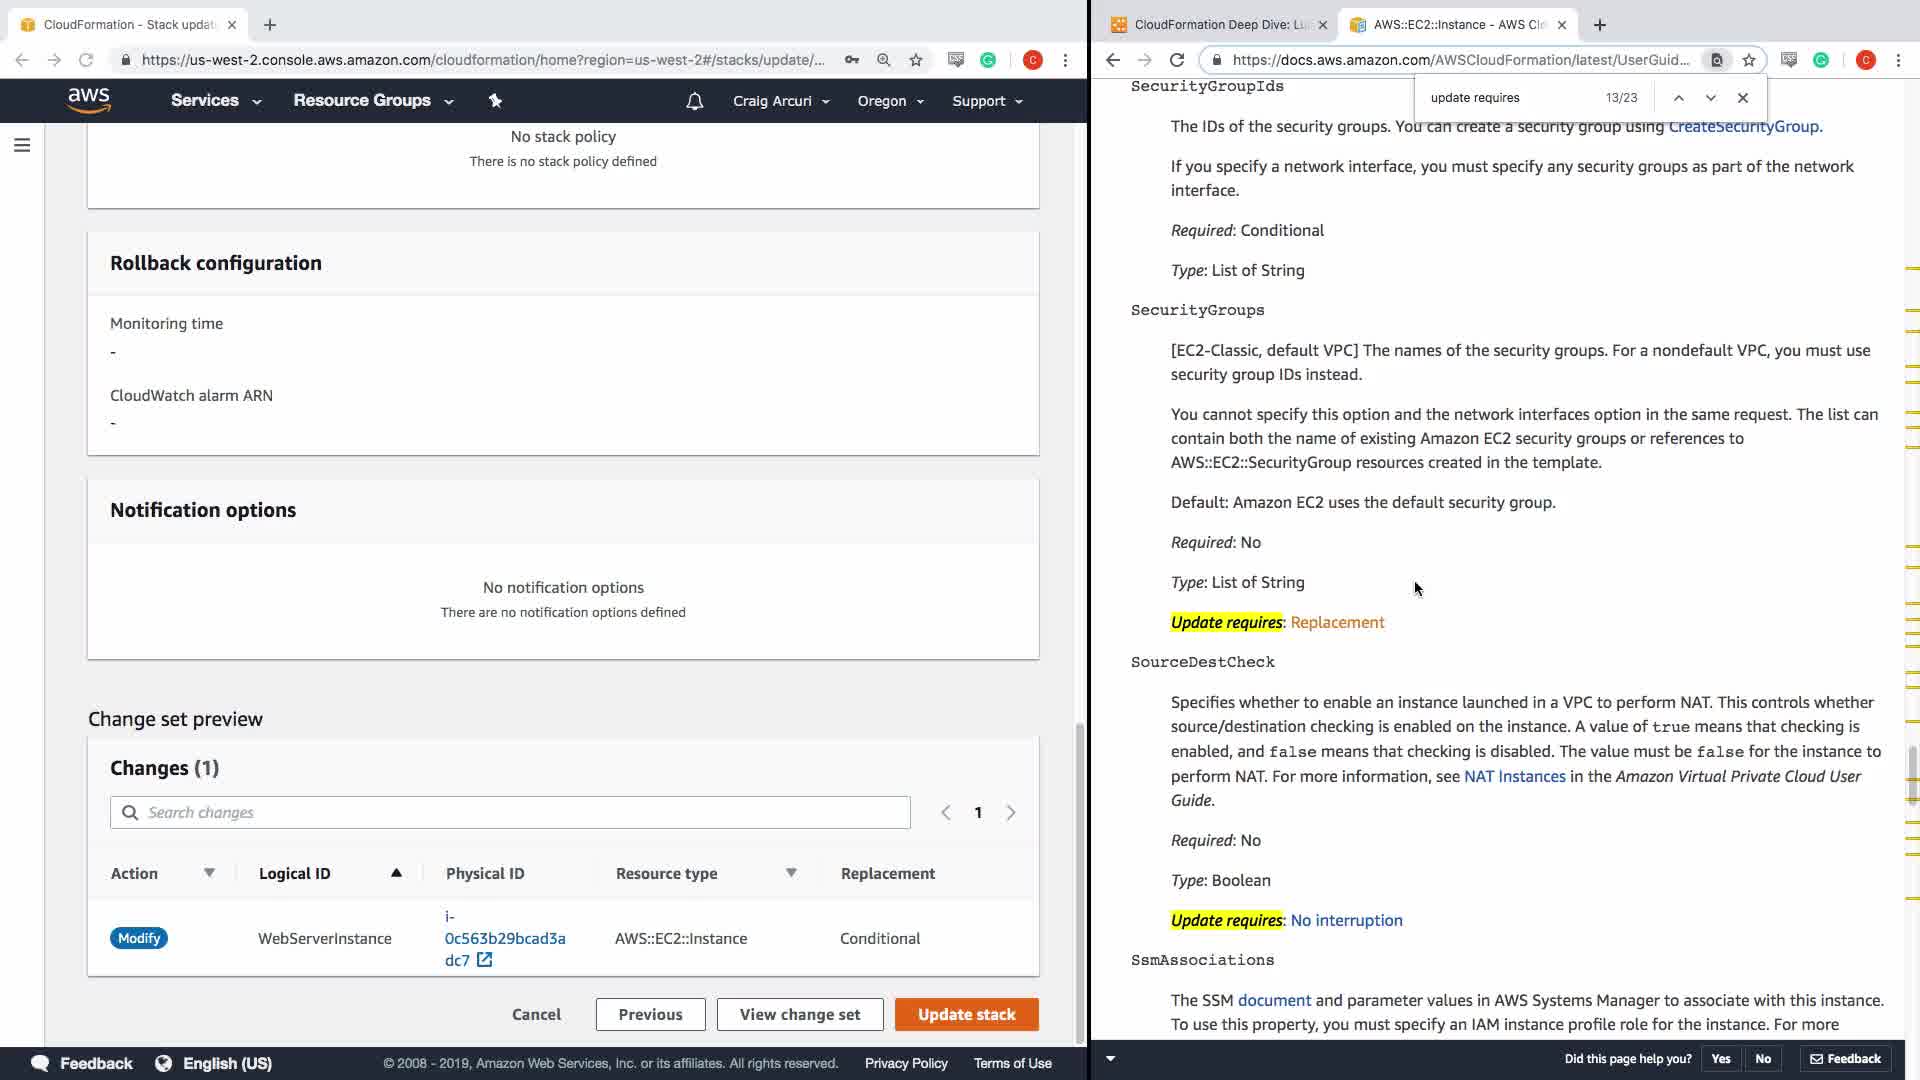 CloudFormation - Stack updat
https://us-west-2.console.aws.amazon.com/cloudformation/home?region=us-west-2#/stacks/update/...
C
aws
Services
Resource Groups
Craig Arcuri
Oregon
Support
No stack policy
There is no stack policy defined
Rollback configuration
Monitoring time
-
CloudWatch alarm ARN
-
Notification options
No notification options
There are no notification options defined
Change set preview
Changes (1)
Search changes
1
Action
Logical ID
Physical ID
Resource type
Replacement
Modify
WebServerInstance
i-
0c563b29bcad3a
dc7
AWS::EC2::Instance
Conditional
Cancel
Previous
View change set
Update stack
Feedback
English (US)
© 2008 - 2019, Amazon Web Services, Inc. or its affiliates. All rights reserved.
Privacy Policy
Terms of Use
CloudFormation Deep Dive: Lu
AWS::EC2::Instance - AWS Clo
https://docs.aws.amazon.com/AWSCloudFormation/latest/UserGuid...
C
update requires
13/23
SecurityGroupIds
The IDs of the security groups. You can create a security group using CreateSecurityGroup.
If you specify a network interface, you must specify any security groups as part of the network
interface.
Required: Conditional
Type: List of String
SecurityGroups
[EC2-Classic, default VPC] The names of the security groups. For a nondefault VPC, you must use
security group IDs instead.
You cannot specify this option and the network interfaces option in the same request. The list can
contain both the name of existing Amazon EC2 security groups or references to
AWS::EC2::SecurityGroup resources created in the template.
Default: Amazon EC2 uses the default security group.
Required: No
Type: List of String
Update requires: Replacement
SourceDestCheck
Specifies whether to enable an instance launched in a VPC to perform NAT. This controls whether
source/destination checking is enabled on the instance. A value of true means that checking is
enabled, and false means that checking is disabled. The value must be false for the instance to
perform NAT. For more information, see NAT Instances in the Amazon Virtual Private Cloud User
Guide.
Required: No
Type: Boolean
Update requires: No interruption
SsmAssociations
The SSM document and parameter values in AWS Systems Manager to associate with this instance.
To use this property, you must specify an IAM instance profile role for the instance. For more
Did this page help you?
Yes
No
Feedback